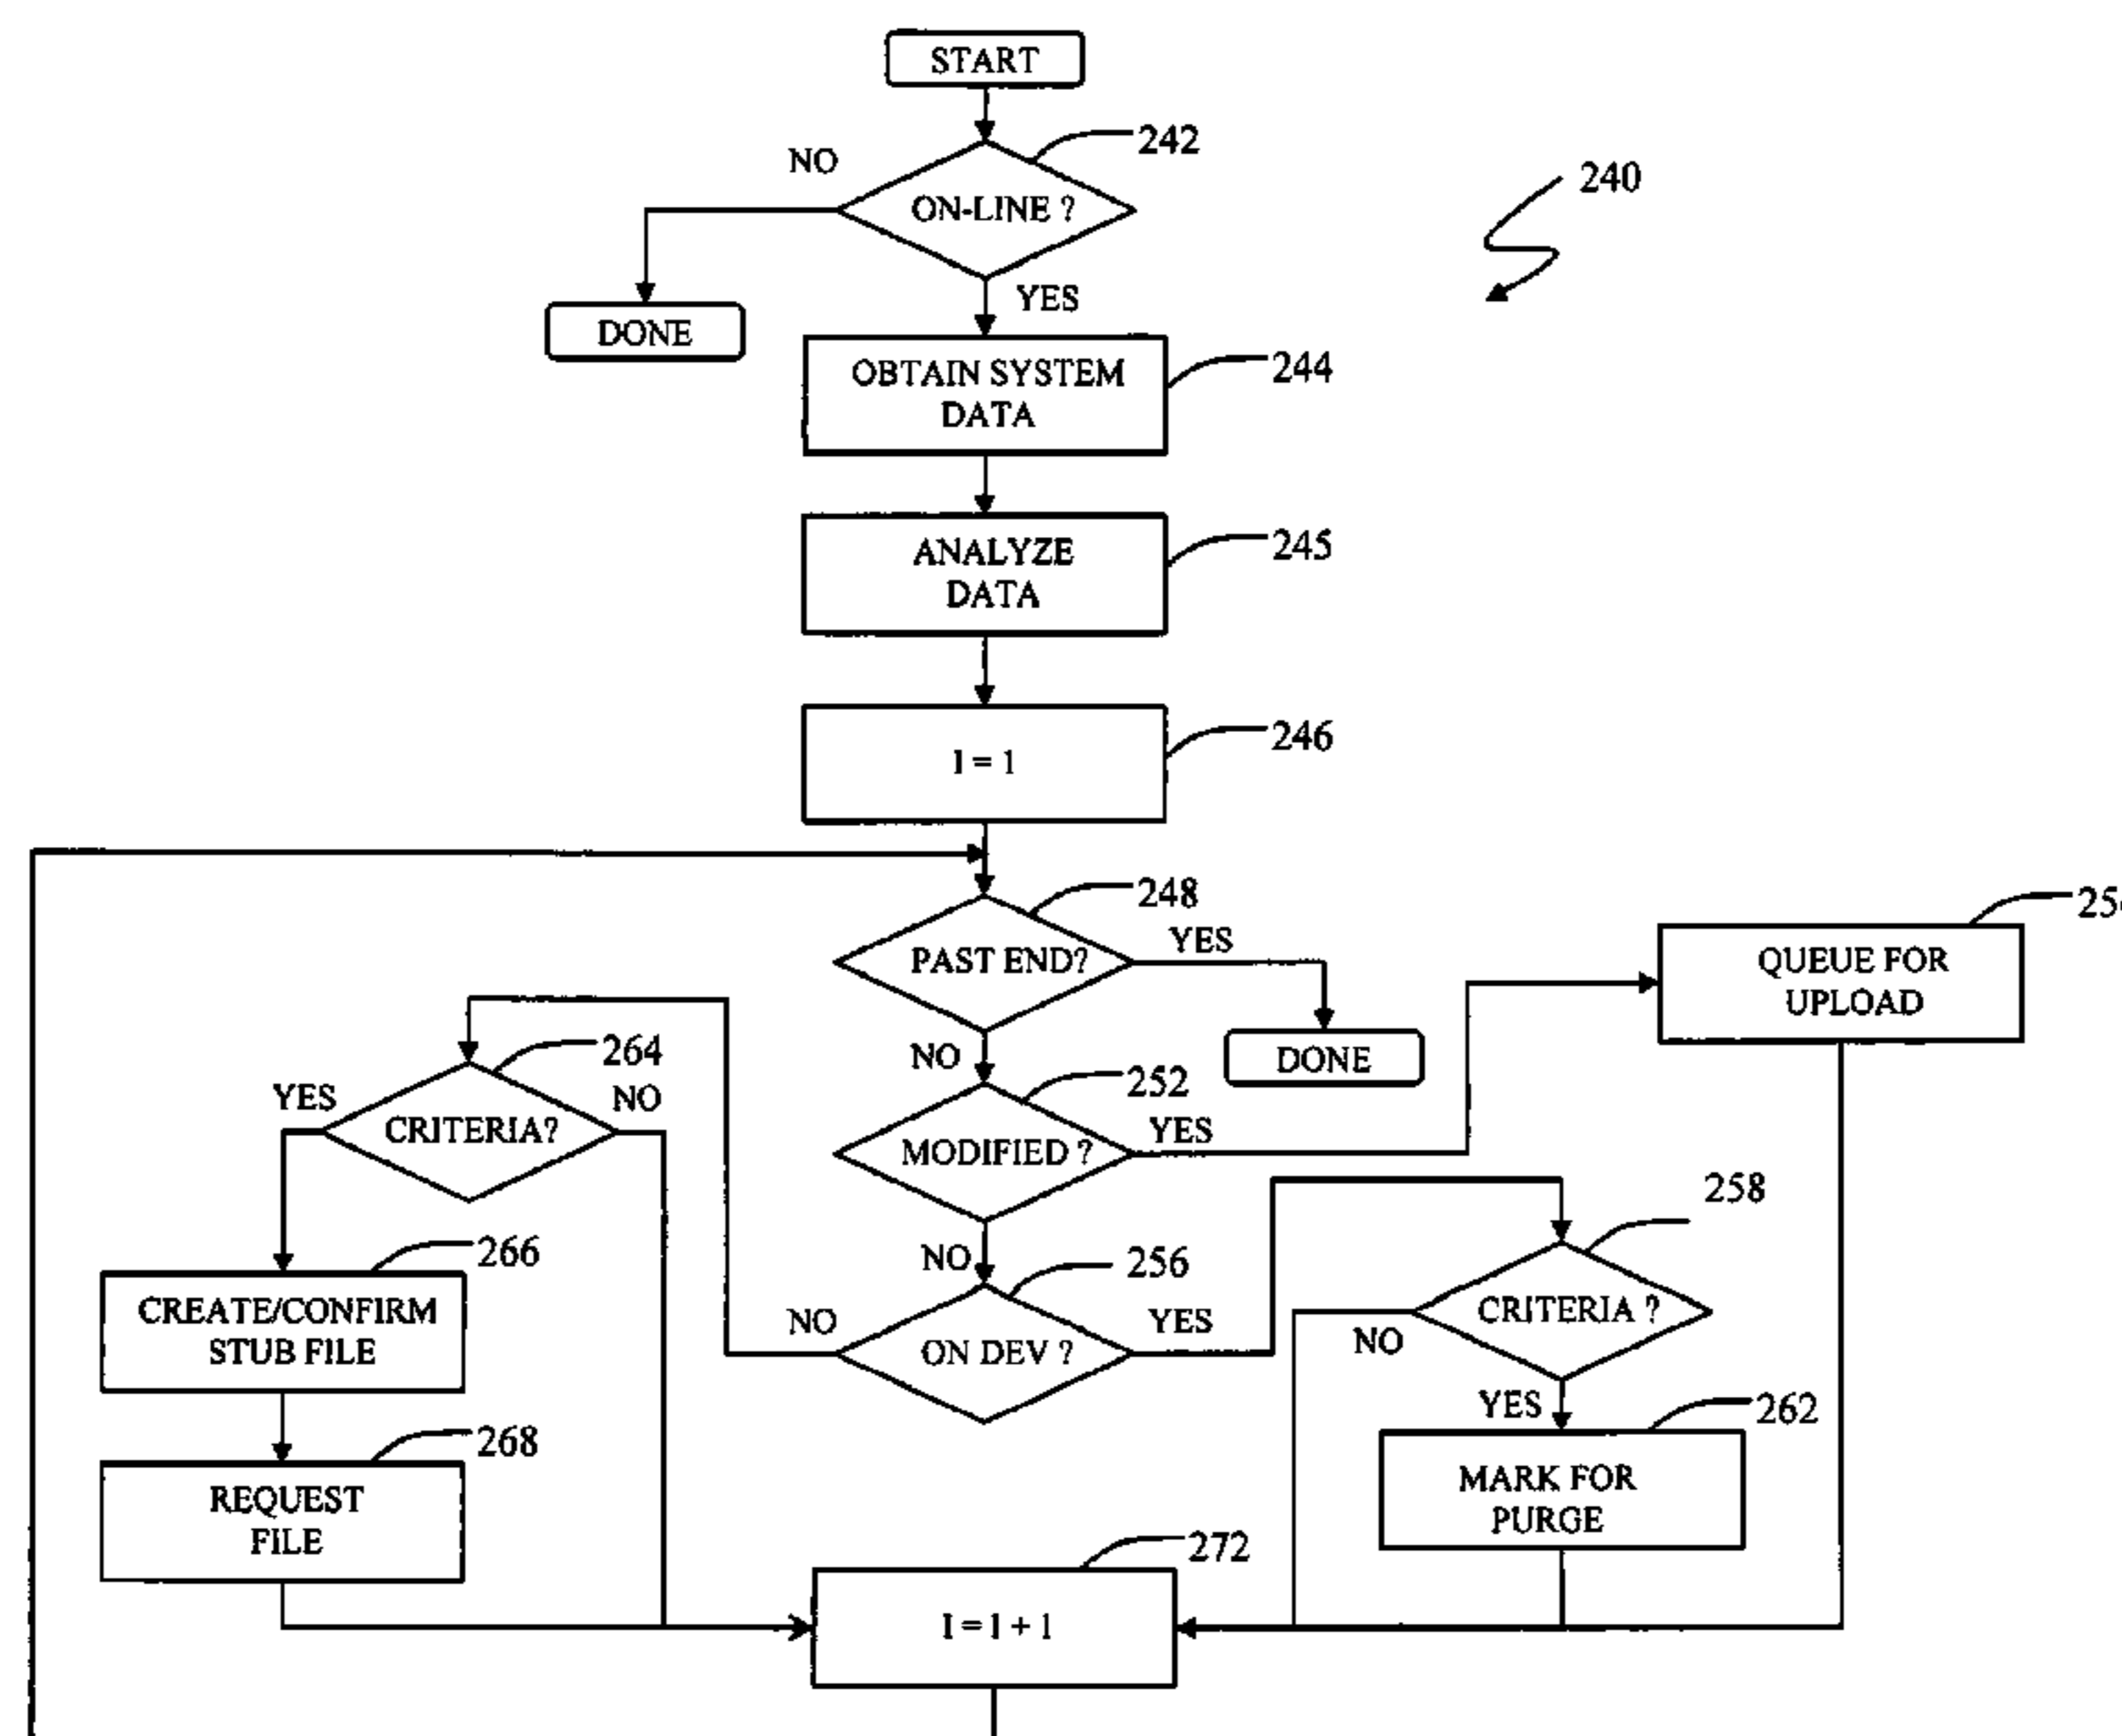 START
242
NO
240
ON-LINE ?
YES
DONE
OBTAIN SYSTEM
DATA
244
ANALYZE
DATA
245
I = 1
246
248
PAST END?
YES
QUEUE FOR
UPLOAD
NO
DONE
264
YES
NO
CRITERIA?
252
MODIFIED ?
YES
258
266
CREATE/CONFIRM
STUB FILE
NO
256
NO
ON DEV ?
YES
CRITERIA ?
NO
YES
262
268
REQUEST
FILE
MARK FOR
PURGE
272
I = I + 1